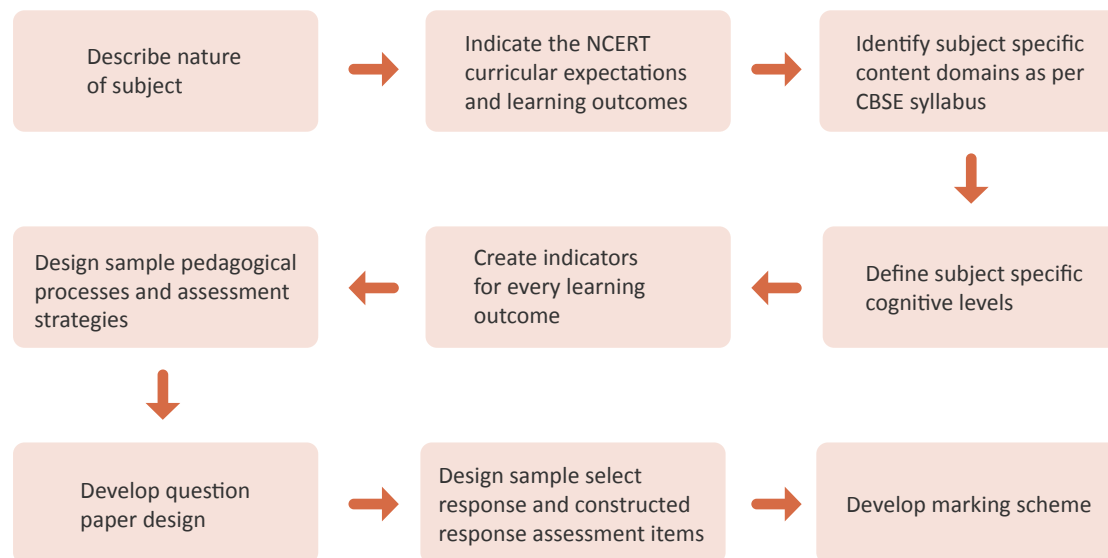 Describe nature
of subject
Indicate the NCERT
curricular expectations
and learning outcomes
Identify subject specific
content domains as per
CBSE syllabus
Define subject specific
cognitive levels
Create indicators
for every learning
outcome
Design sample pedagogical
processes and assessment
strategies
Develop question
paper design
Design sample select
response and constructed
response assessment items
Develop marking scheme